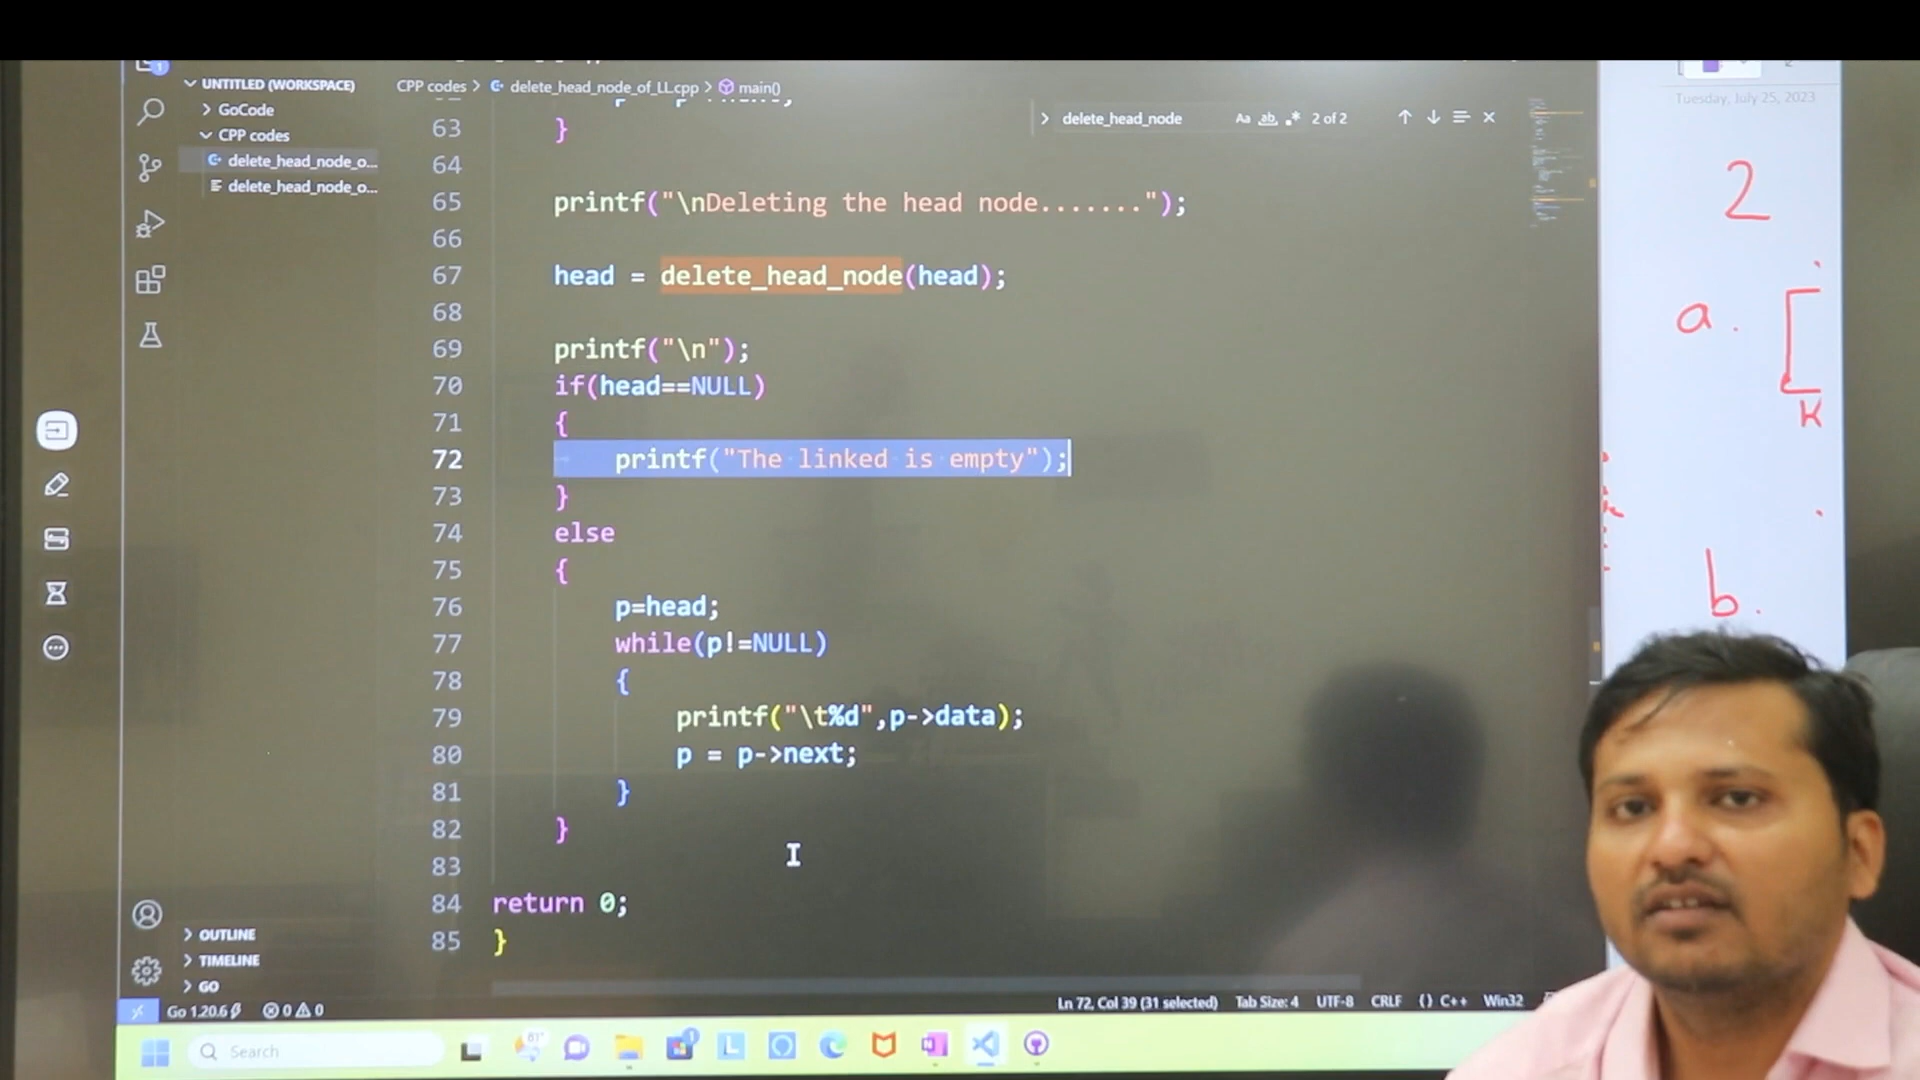 UNTITLED (WORKSPACE)
GoCode
CPP codes
delete_head_node_o...
delete_head_node_o...
CPP codes > delete_head_node_of_LL.cpp > main()
delete_head_node
Aa ab .* 2 of 2
63 }
64
65 printf("\nDeleting the head node.......");
66
67 head = delete_head_node(head);
68
69 printf("\n");
70 if(head==NULL)
71 {
72 printf("The linked is empty");
73 }
74 else
75 {
76 p=head;
77 while(p!=NULL)
78 {
79 printf("\t%d",p->data);
80 p = p->next;
81 }
82 }
83
84 return 0;
85 }
OUTLINE
TIMELINE
GO
Go 1.20.6 0 0
Ln 72, Col 39 (31 selected) Tab Size: 4 UTF-8 CRLF {} C++ Win32
Search
Tuesday, July 25, 2023
2
a.
K
b.